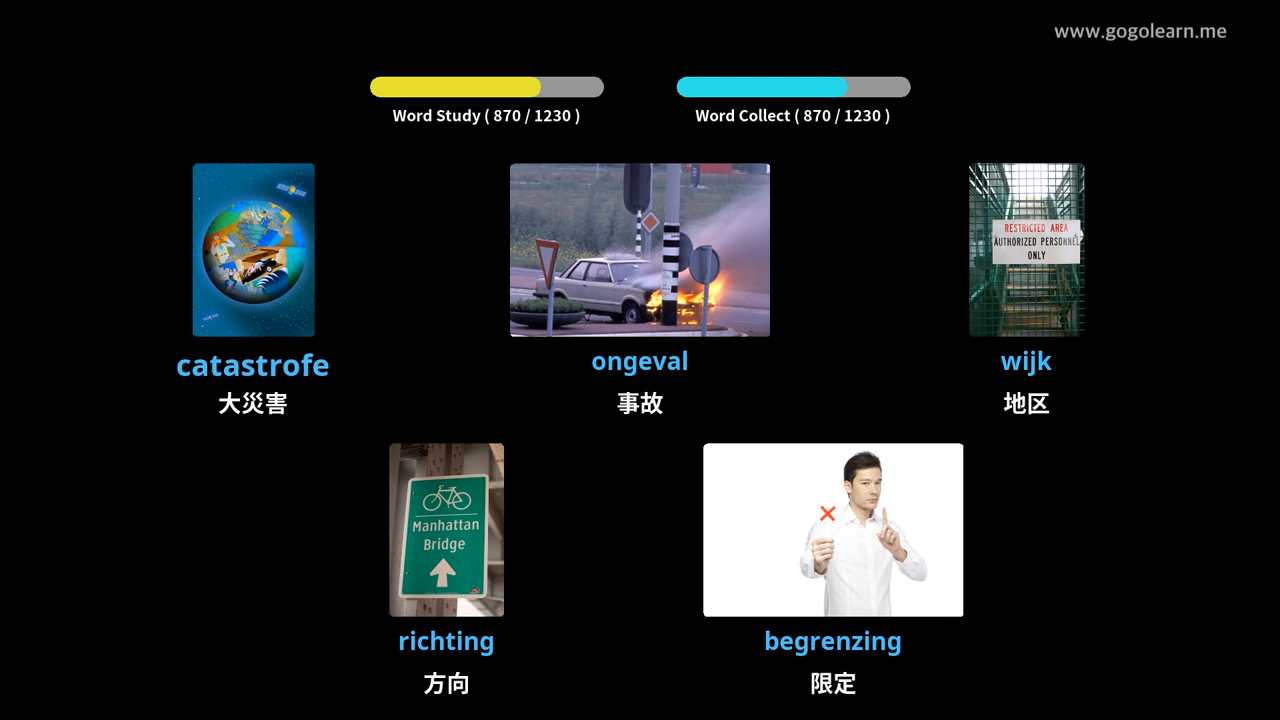 www.gogolearn.me
Word Study ( 870 / 1230 )
Word Collect ( 870 / 1230 )
RESTRICTED AREA
AUTHORIZED PERSONNEL
ONLY
catastrofe
大災害
ongeval
事故
wijk
地区
Manhattan
Bridge
richting
方向
begrenzing
限定